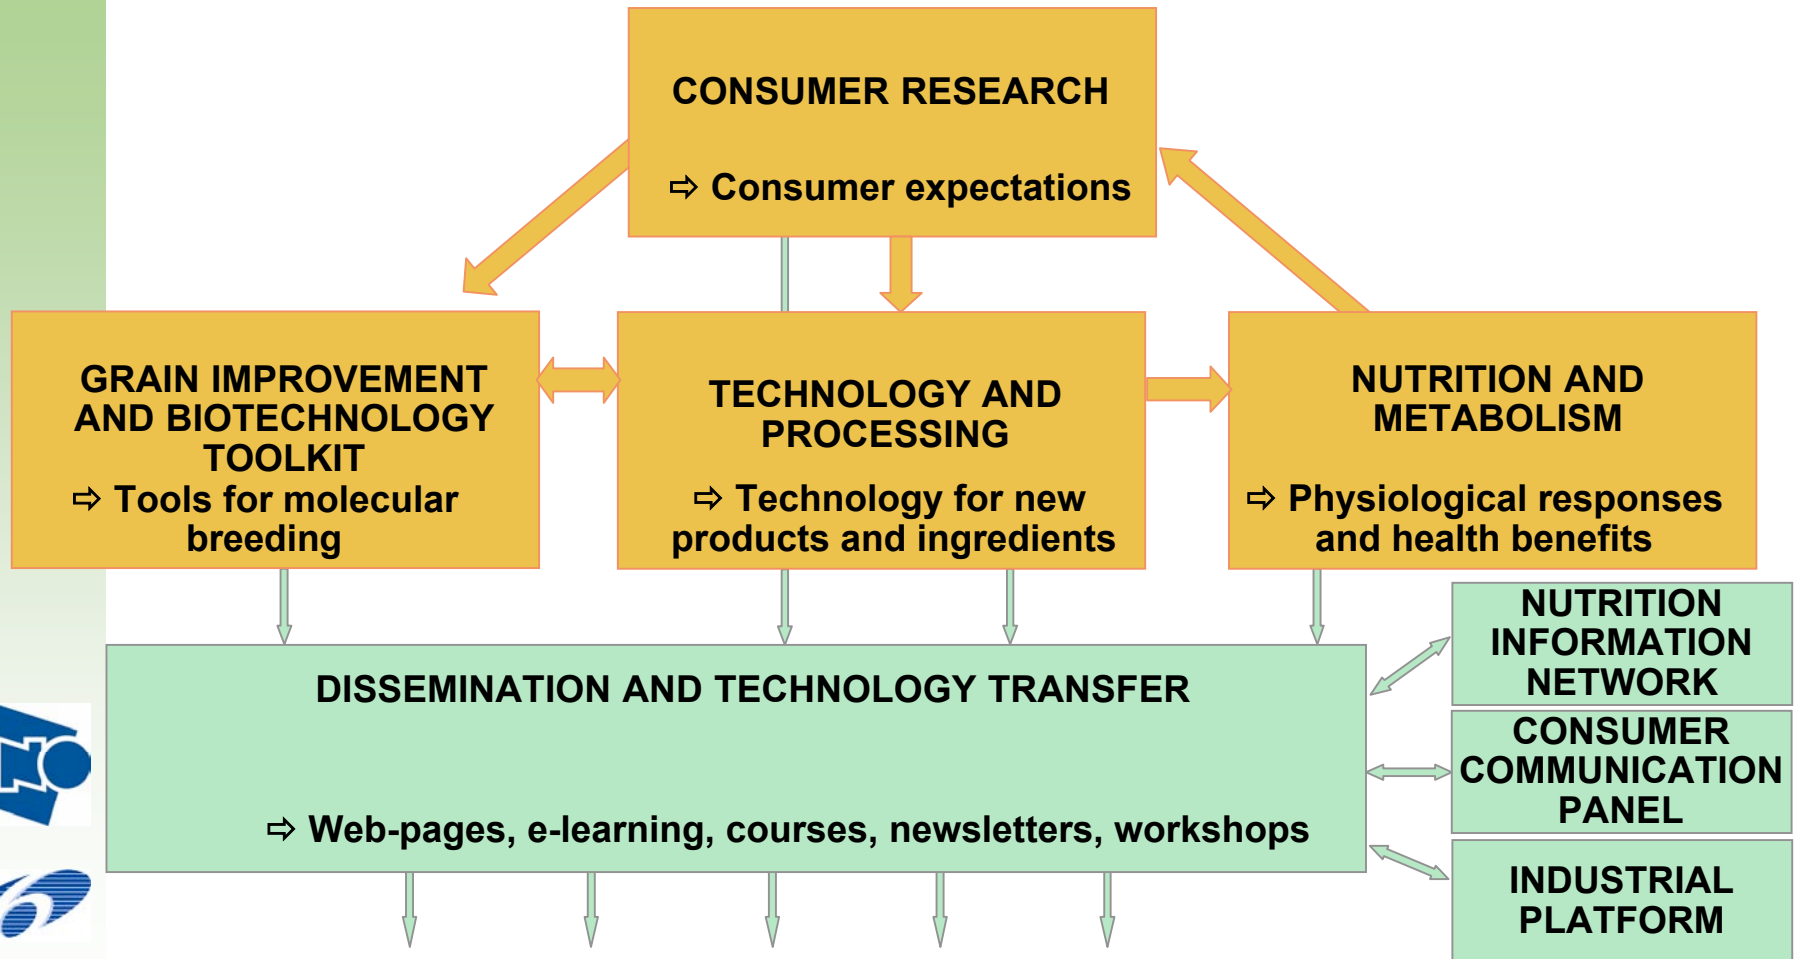 CONSUMER RESEARCH
⇨ Consumer expectations
GRAIN IMPROVEMENT
AND BIOTECHNOLOGY
TOOLKIT
⇨ Tools for molecular
breeding
TECHNOLOGY AND
PROCESSING
⇨ Technology for new
products and ingredients
NUTRITION AND
METABOLISM
⇨ Physiological responses
and health benefits
DISSEMINATION AND TECHNOLOGY TRANSFER
⇨ Web-pages, e-learning, courses, newsletters, workshops
NUTRITION
INFORMATION
NETWORK
CONSUMER
COMMUNICATION
PANEL
INDUSTRIAL
PLATFORM